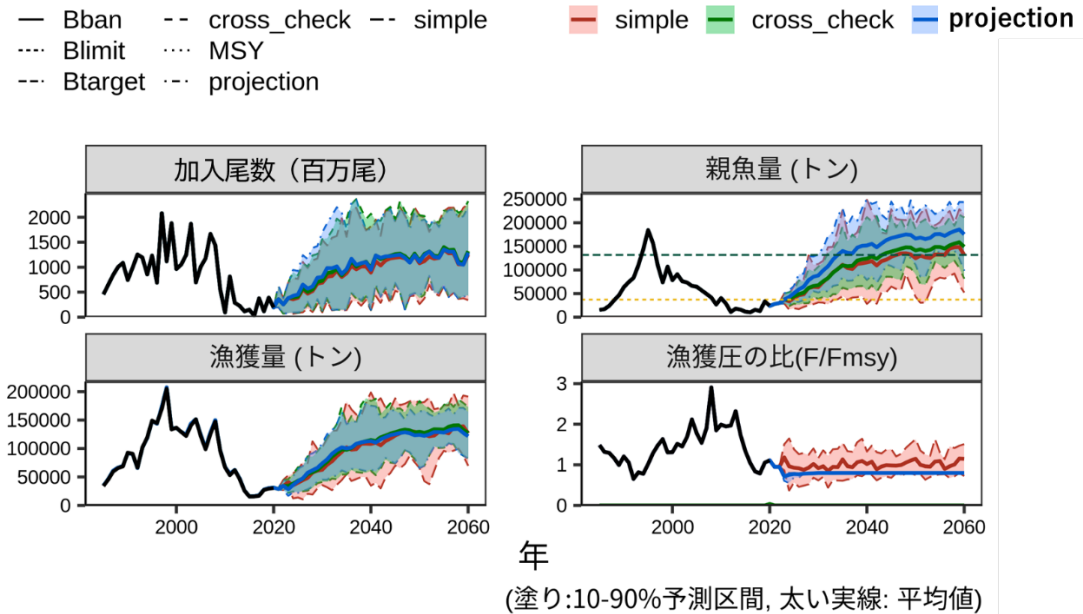 Bban cross_check simple
Blimit MSY
Btarget projection
simple cross_check projection
加入尾数（百万尾）
2000
1500
1000
500
0
親魚量 (トン)
250000
200000
150000
100000
50000
0
漁獲量 (トン)
200000
150000
100000
50000
0
2000 2020 2040 2060
漁獲圧の比(F/Fmsy)
3
2
1
0
2000 2020 2040 2060
年
(塗り:10-90%予測区間, 太い実線: 平均値)